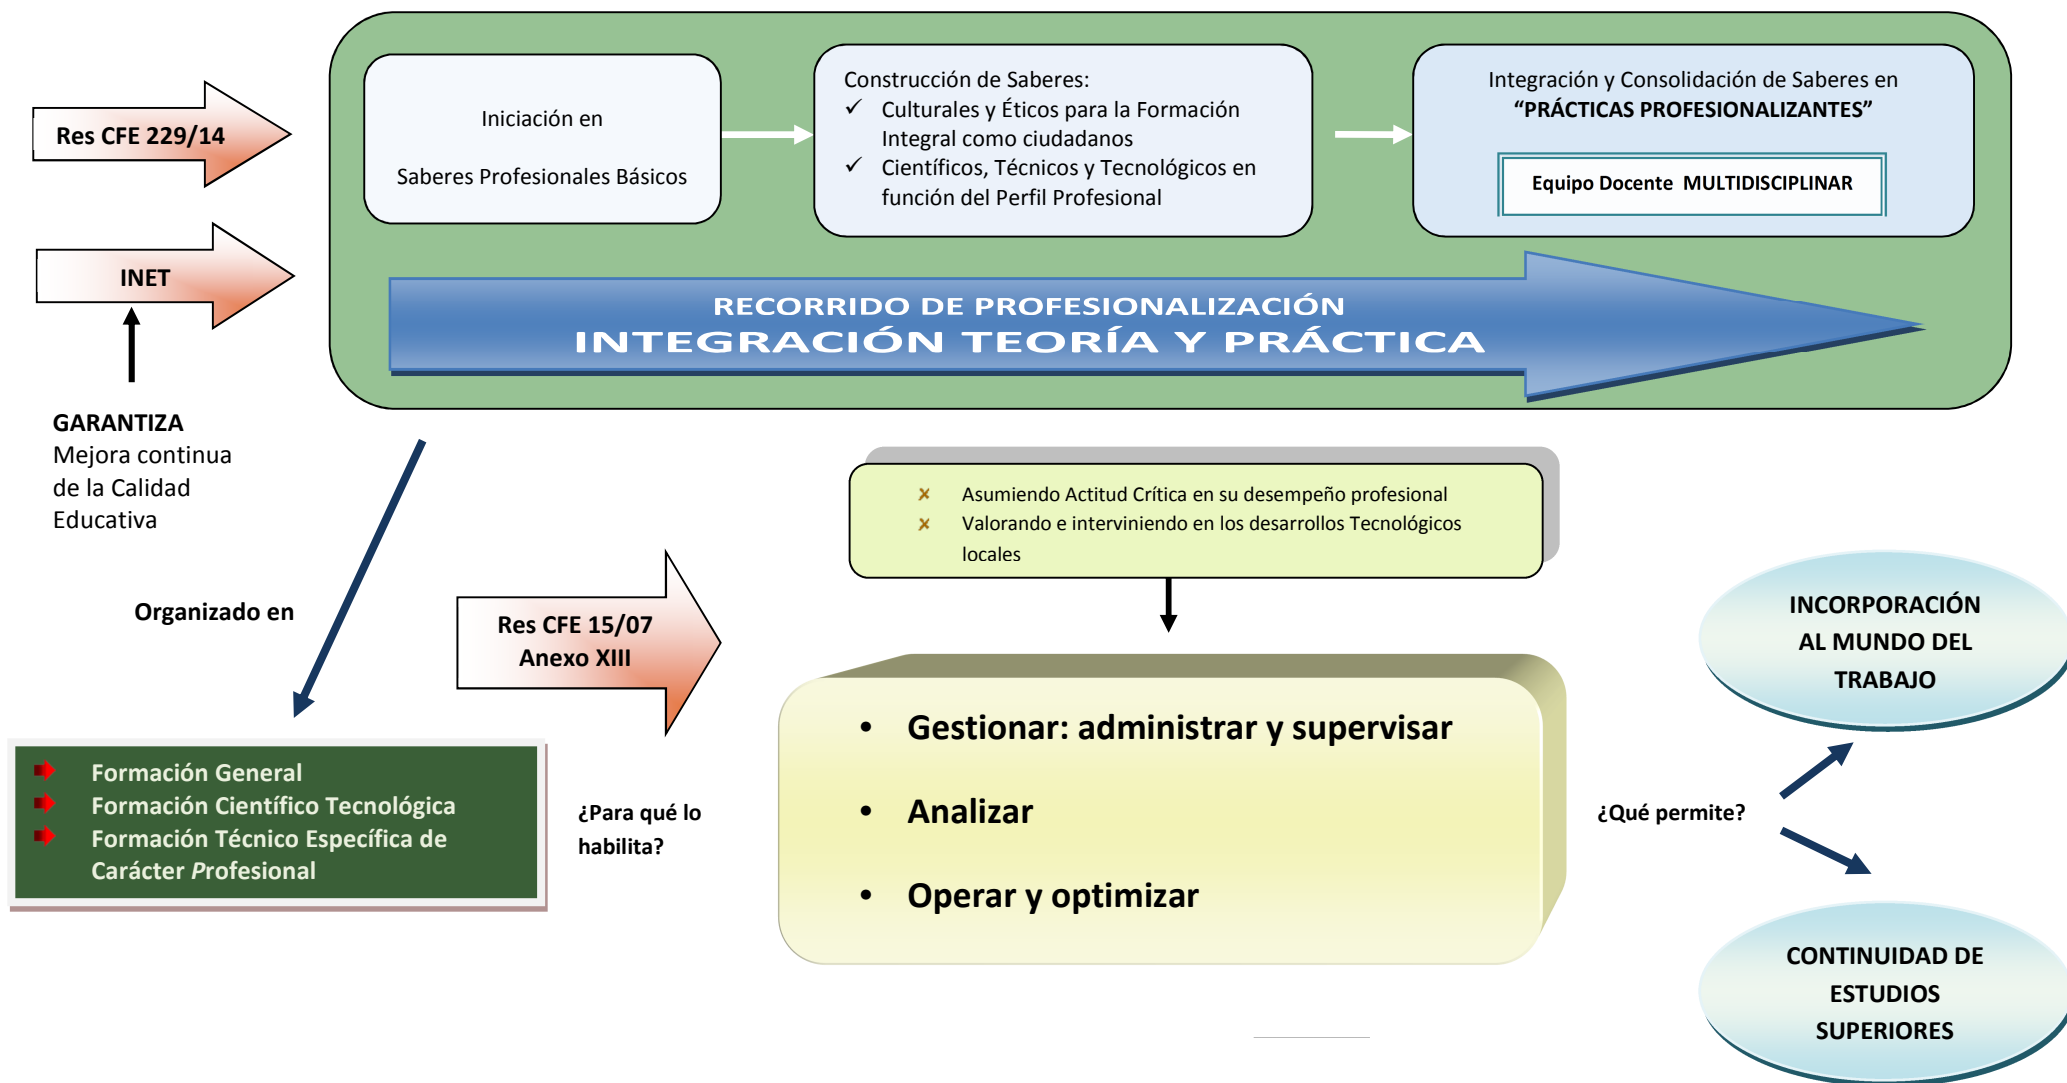 Res CFE 229/14
Iniciación en
Saberes Profesionales Básicos
Construcción de Saberes:
✓ Culturales y Éticos para la Formación
Integral como ciudadanos
✓ Científicos, Técnicos y Tecnológicos en
función del Perfil Profesional
Integración y Consolidación de Saberes en
“PRÁCTICAS PROFESIONALIZANTES”
Equipo Docente MULTIDISCIPLINAR
INET
RECORRIDO DE PROFESIONALIZACIÓN
INTEGRACIÓN TEORÍA Y PRÁCTICA
GARANTIZA
Mejora continua
de la Calidad
Educativa
Organizado en
Formación General
Formación Científico Tecnológica
Formación Técnico Específica de
Carácter Profesional
Res CFE 15/07
Anexo XIII
¿Para qué lo
habilita?
Asumiendo Actitud Crítica en su desempeño profesional
Valorando e interviniendo en los desarrollos Tecnológicos
locales
• Gestionar: administrar y supervisar
• Analizar
• Operar y optimizar
¿Qué permite?
INCORPORACIÓN
AL MUNDO DEL
TRABAJO
CONTINUIDAD DE
ESTUDIOS
SUPERIORES